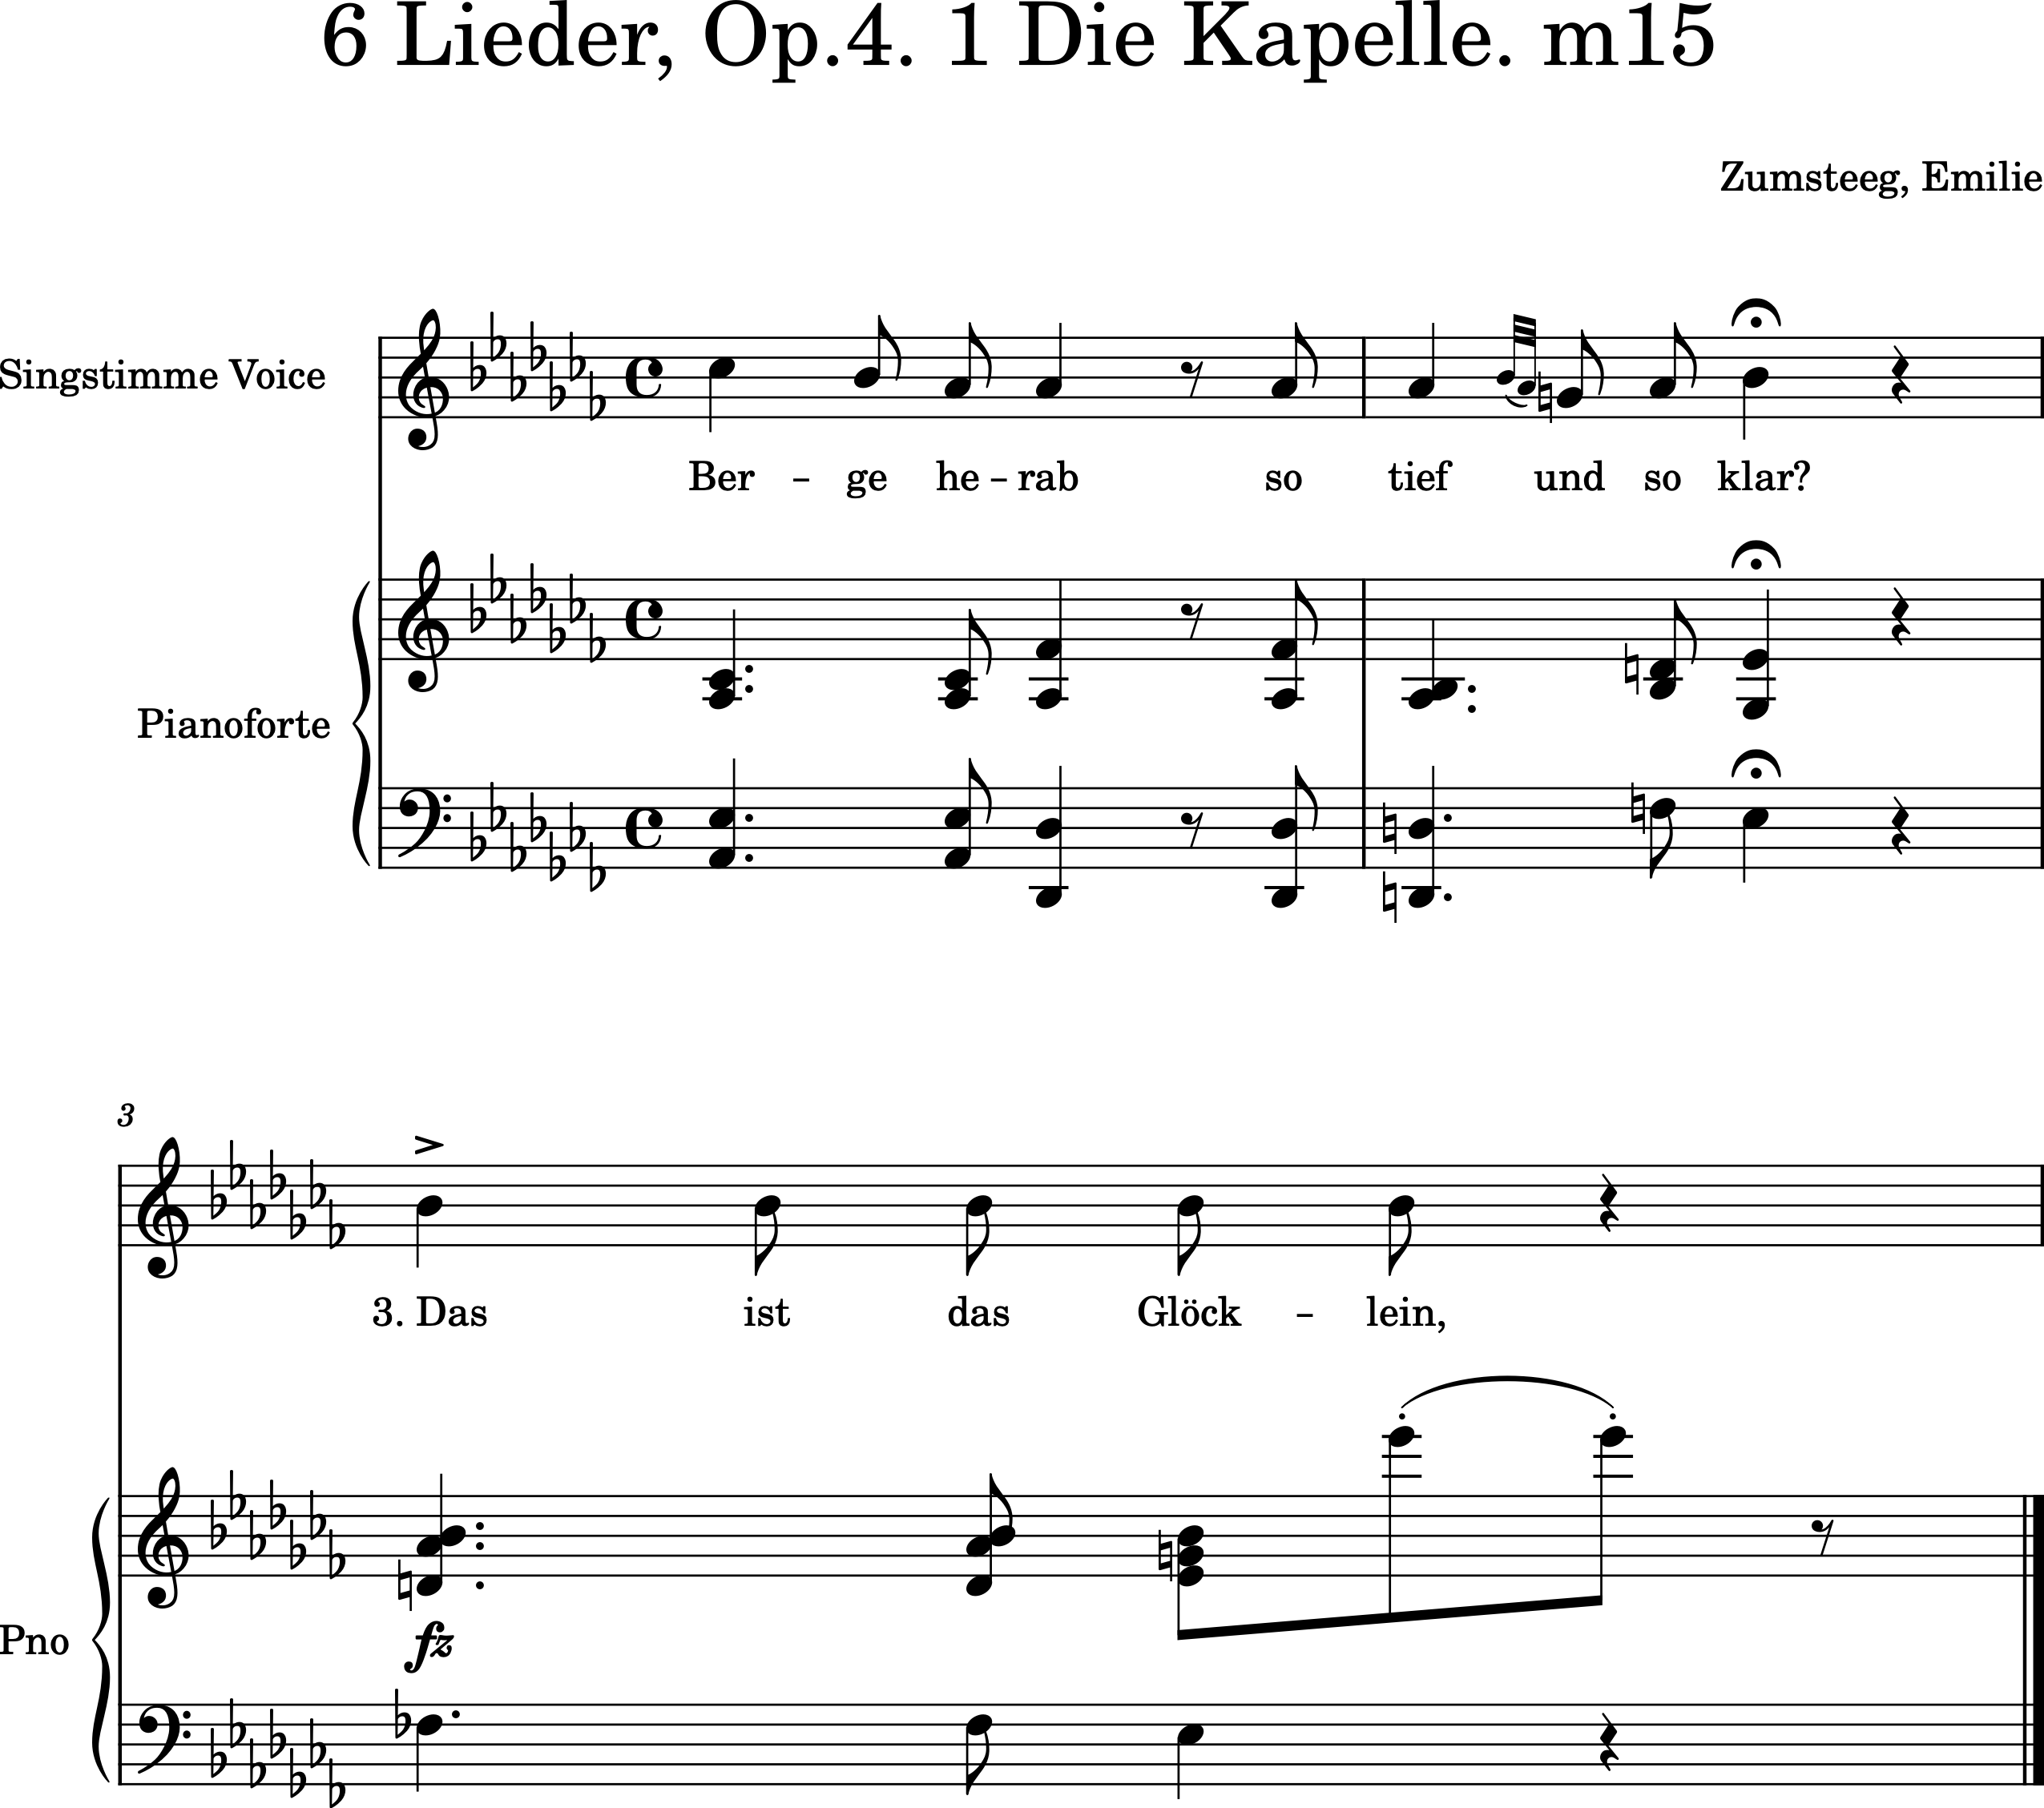 6 Lieder, Op.4. 1 Die Kapelle. m15
Zumsteeg, Emilie
Singstimme Voice
Ber – ge he – rab so tief und so klar?
Pianoforte
3
3. Das ist das Glöck – lein,
Pno
fz